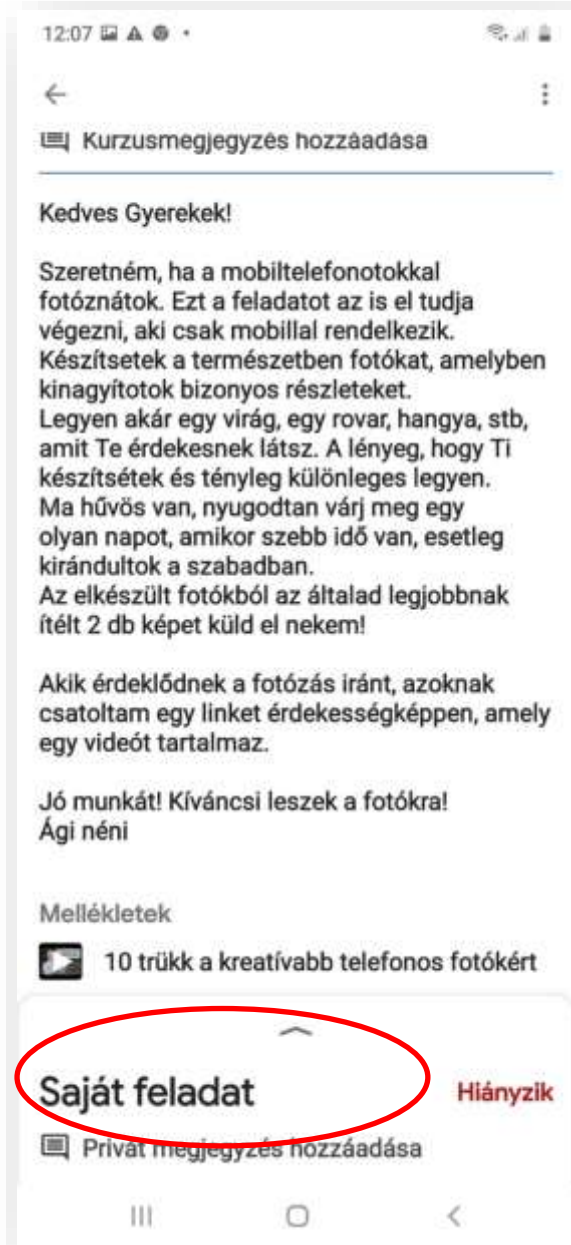 12:07
Kurzusmegjegyzés hozzáadása
Kedves Gyerekek!
Szeretném, ha a mobiltelefonotokkal
fotóznátok. Ezt a feladatot az is el tudja
végezni, aki csak mobillal rendelkezik.
Készítsetek a természetben fotókat, amelyben
kinagyítotok bizonyos részleteket.
Legyen akár egy virág, egy rovar, hangya, stb,
amit Te érdekesnek látsz. A lényeg, hogy Ti
készítsétek és tényleg különleges legyen.
Ma hűvös van, nyugodtan várj meg egy
olyan napot, amikor szebb idő van, esetleg
kirándultok a szabadban.
Az elkészült fotókból az általad legjobbnak
ítélt 2 db képet küld el nekem!
Akik érdeklődnek a fotózás iránt, azoknak
csatoltam egy linket érdekességképpen, amely
egy videót tartalmaz.
Jó munkát! Kíváncsi leszek a fotókra!
Ági néni
Mellékletek
10 trükk a kreatívabb telefonos fotókért
Saját feladat Hiányzik
Privát megjegyzés hozzáadása